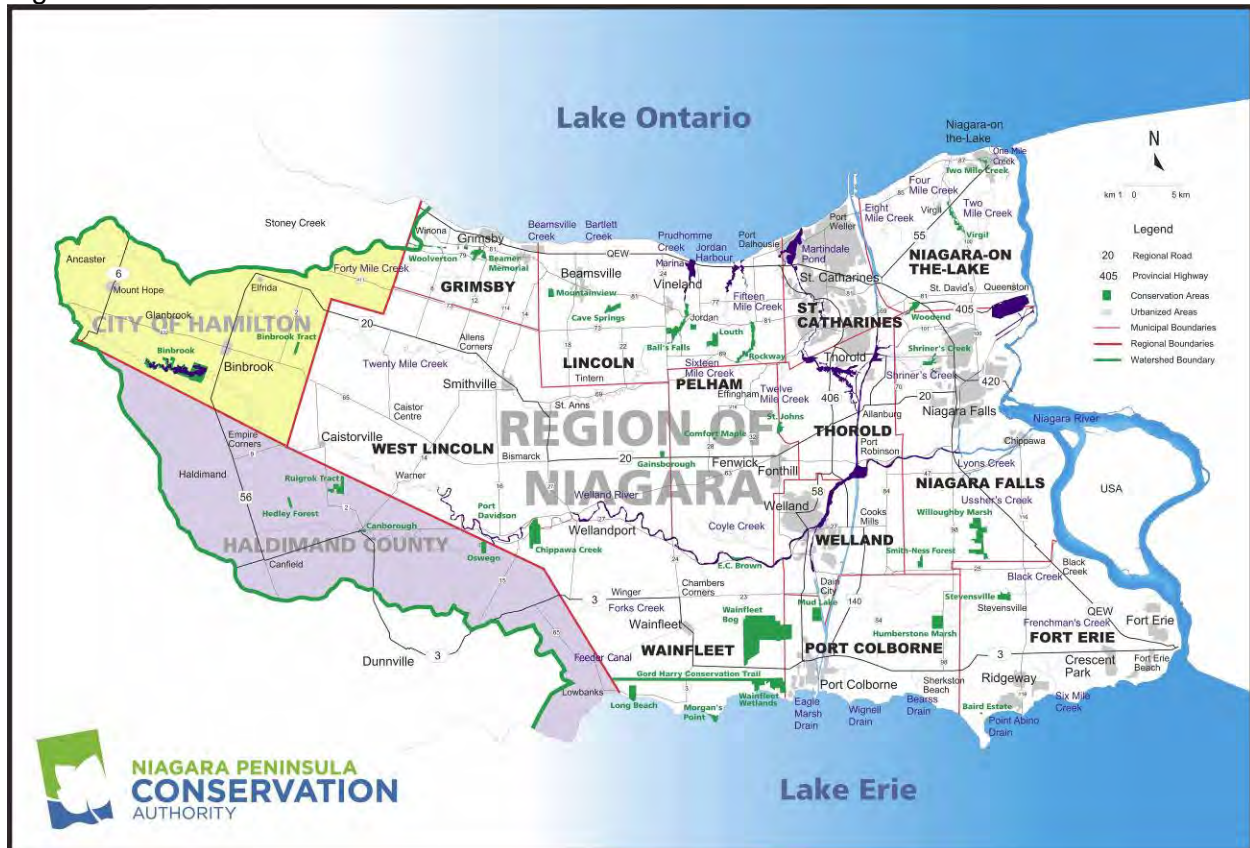 Lake Ontario
Niagara-on
the-Lake
One Mile
Creek
Two Mile Creek
N
km 1 0 5 km
Legend
20 Regional Road
405 Provincial Highway
Conservation Areas
Urbanized Areas
Municipal Boundaries
Regional Boundaries
Watershed Boundary
Four
Mile Creek
Two
Mile Creek
Virgil
Virgil
55
Eight
Mile Creek
Port
Weller
NIAGARA-ON
THE-LAKE
St. David's
Queenston
405
Stoney Creek
Winona
Grimsby
Woolverton
Beamer
Memorial
GRIMSBY
Beamsville
Creek
Bartlett
Creek
QEW
Beamsville
Prudhomme
Creek
Marina
Jordan
Harbour
Port
Dalhousie
Martindale
Pond
St. Catharines
Vineland
Fifteen
Mile Creek
Mountainview
Cave Springs
Jordan
Louth
Ball's Falls
Rockway
ST.
CATHARINES
Woodend
Shriner's Creek
Shriner's Creek
Ancaster
6
Mount Hope
Elfrida
Forty Mile Creek
Glanbrook
CITY OF HAMILTON
Binbrook Tract
Binbrook
Binbrook
20
Allens
Corners
Twenty Mile Creek
Smithville
LINCOLN
Tintern
St. Anns
Sixteen
Mile Creek
PELHAM
Effingham
Twelve
Mile Creek
St. Johns
Comfort Maple
Thorold
406
20
420
Allanburg
THOROLD
Port
Robinson
Niagara Falls
Niagara River
Chippawa
Lyons Creek
USA
Caistor
Centre
Caistorville
WEST LINCOLN
REGION OF
NIAGARA
Bismarck
20
Gainsborough
Fenwick
Fonthill
Empire
Corners
Warner
Haldimand
56
Ruigrok Tract
Hedley Forest
Canborough
HALDIMAND COUNTY
Canfield
Port
Davidson
Oswego
Welland River
Wellandport
Chippawa Creek
Coyle Creek
E.C. Brown
Welland
58
Cooks
Mills
WELLAND
NIAGARA FALLS
Ussher's Creek
Willoughby Marsh
Smith-Ness Forest
Black
Creek
Black Creek
Winger
3
Chambers
Corners
Forks Creek
Wainfleet
Wainfleet
Bog
WAINFLEET
Dain
City
Mud Lake
140
Humberstone Marsh
PORT COLBORNE
Stevensville
Stevensville
QEW
Frenchman's Creek
Fort Erie
FORT ERIE
3
Crescent
Park
Fort Erie
Beach
Dunnville
3
Feeder Canal
Lowbanks
Gord Harry Conservation Trail
Long Beach
Morgan's
Point
Wainfleet
Wetlands
Port Colborne
Eagle
Marsh
Drain
Wignell
Drain
Bearss
Drain
Sherkston
Beach
Ridgeway
Baird Estate
Point Abino
Drain
Six Mile
Creek
Lake Erie
NIAGARA PENINSULA
CONSERVATION
AUTHORITY